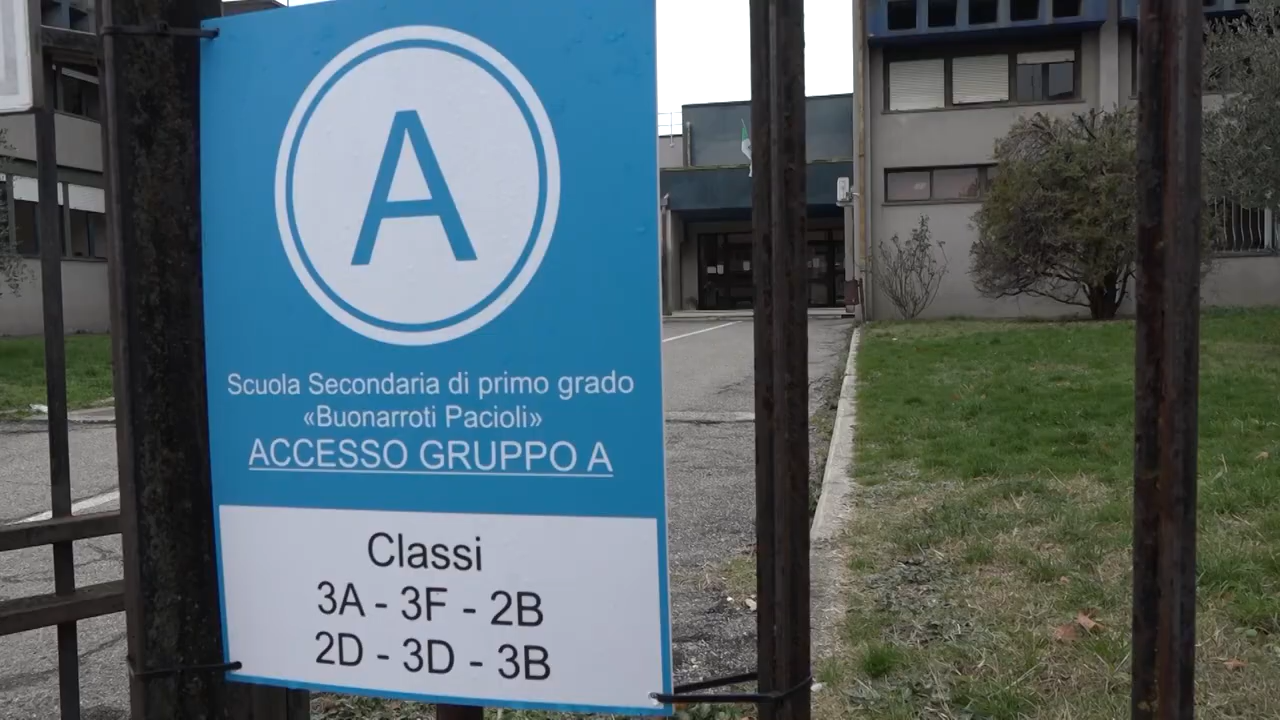 A
Scuola Secondaria di primo grado
«Buonarroti Pacioli»
ACCESSO GRUPPO A
Classi
3A - 3F - 2B
2D - 3D - 3B